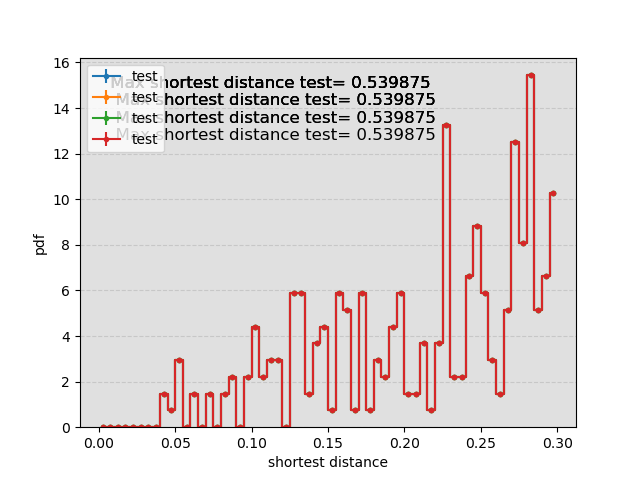 16
14
12
10
8
6
4
2
0
pdf
test
test
test
test
Max shortest distance test= 0.539875
Max shortest distance test= 0.539875
Max shortest distance test= 0.539875
Max shortest distance test= 0.539875
0.00 0.05 0.10 0.15 0.20 0.25 0.30
shortest distance